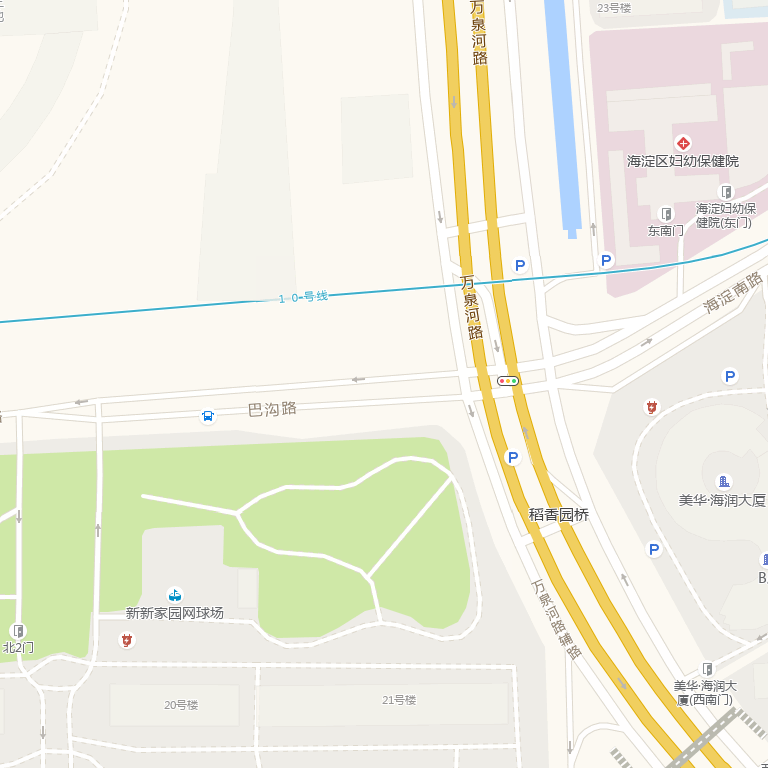 万泉河路
23号楼
海淀区妇幼保健院
海淀妇幼保
健院(东门)
东南门
10号线
万泉河路
海淀南路
巴沟路
美华·海润大厦
稻香园桥
新新家园网球场
万泉河路辅路
北2门
美华·海润大
厦(西南门)
20号楼
21号楼